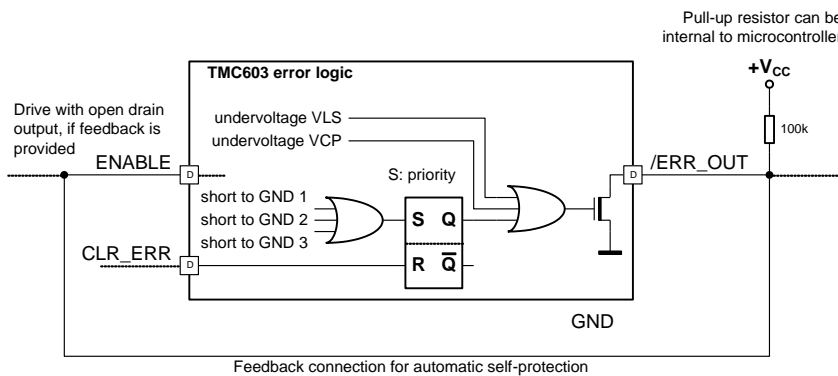 Pull-up resistor can be
internal to microcontroller
+VCC
TMC603 error logic
Drive with open drain
output, if feedback is
provided
undervoltage VLS
undervoltage VCP
100k
ENABLE
D
D
/ERR_OUT
S: priority
short to GND 1
short to GND 2
short to GND 3
S Q
CLR_ERR
D
R Q̅
GND
Feedback connection for automatic self-protection